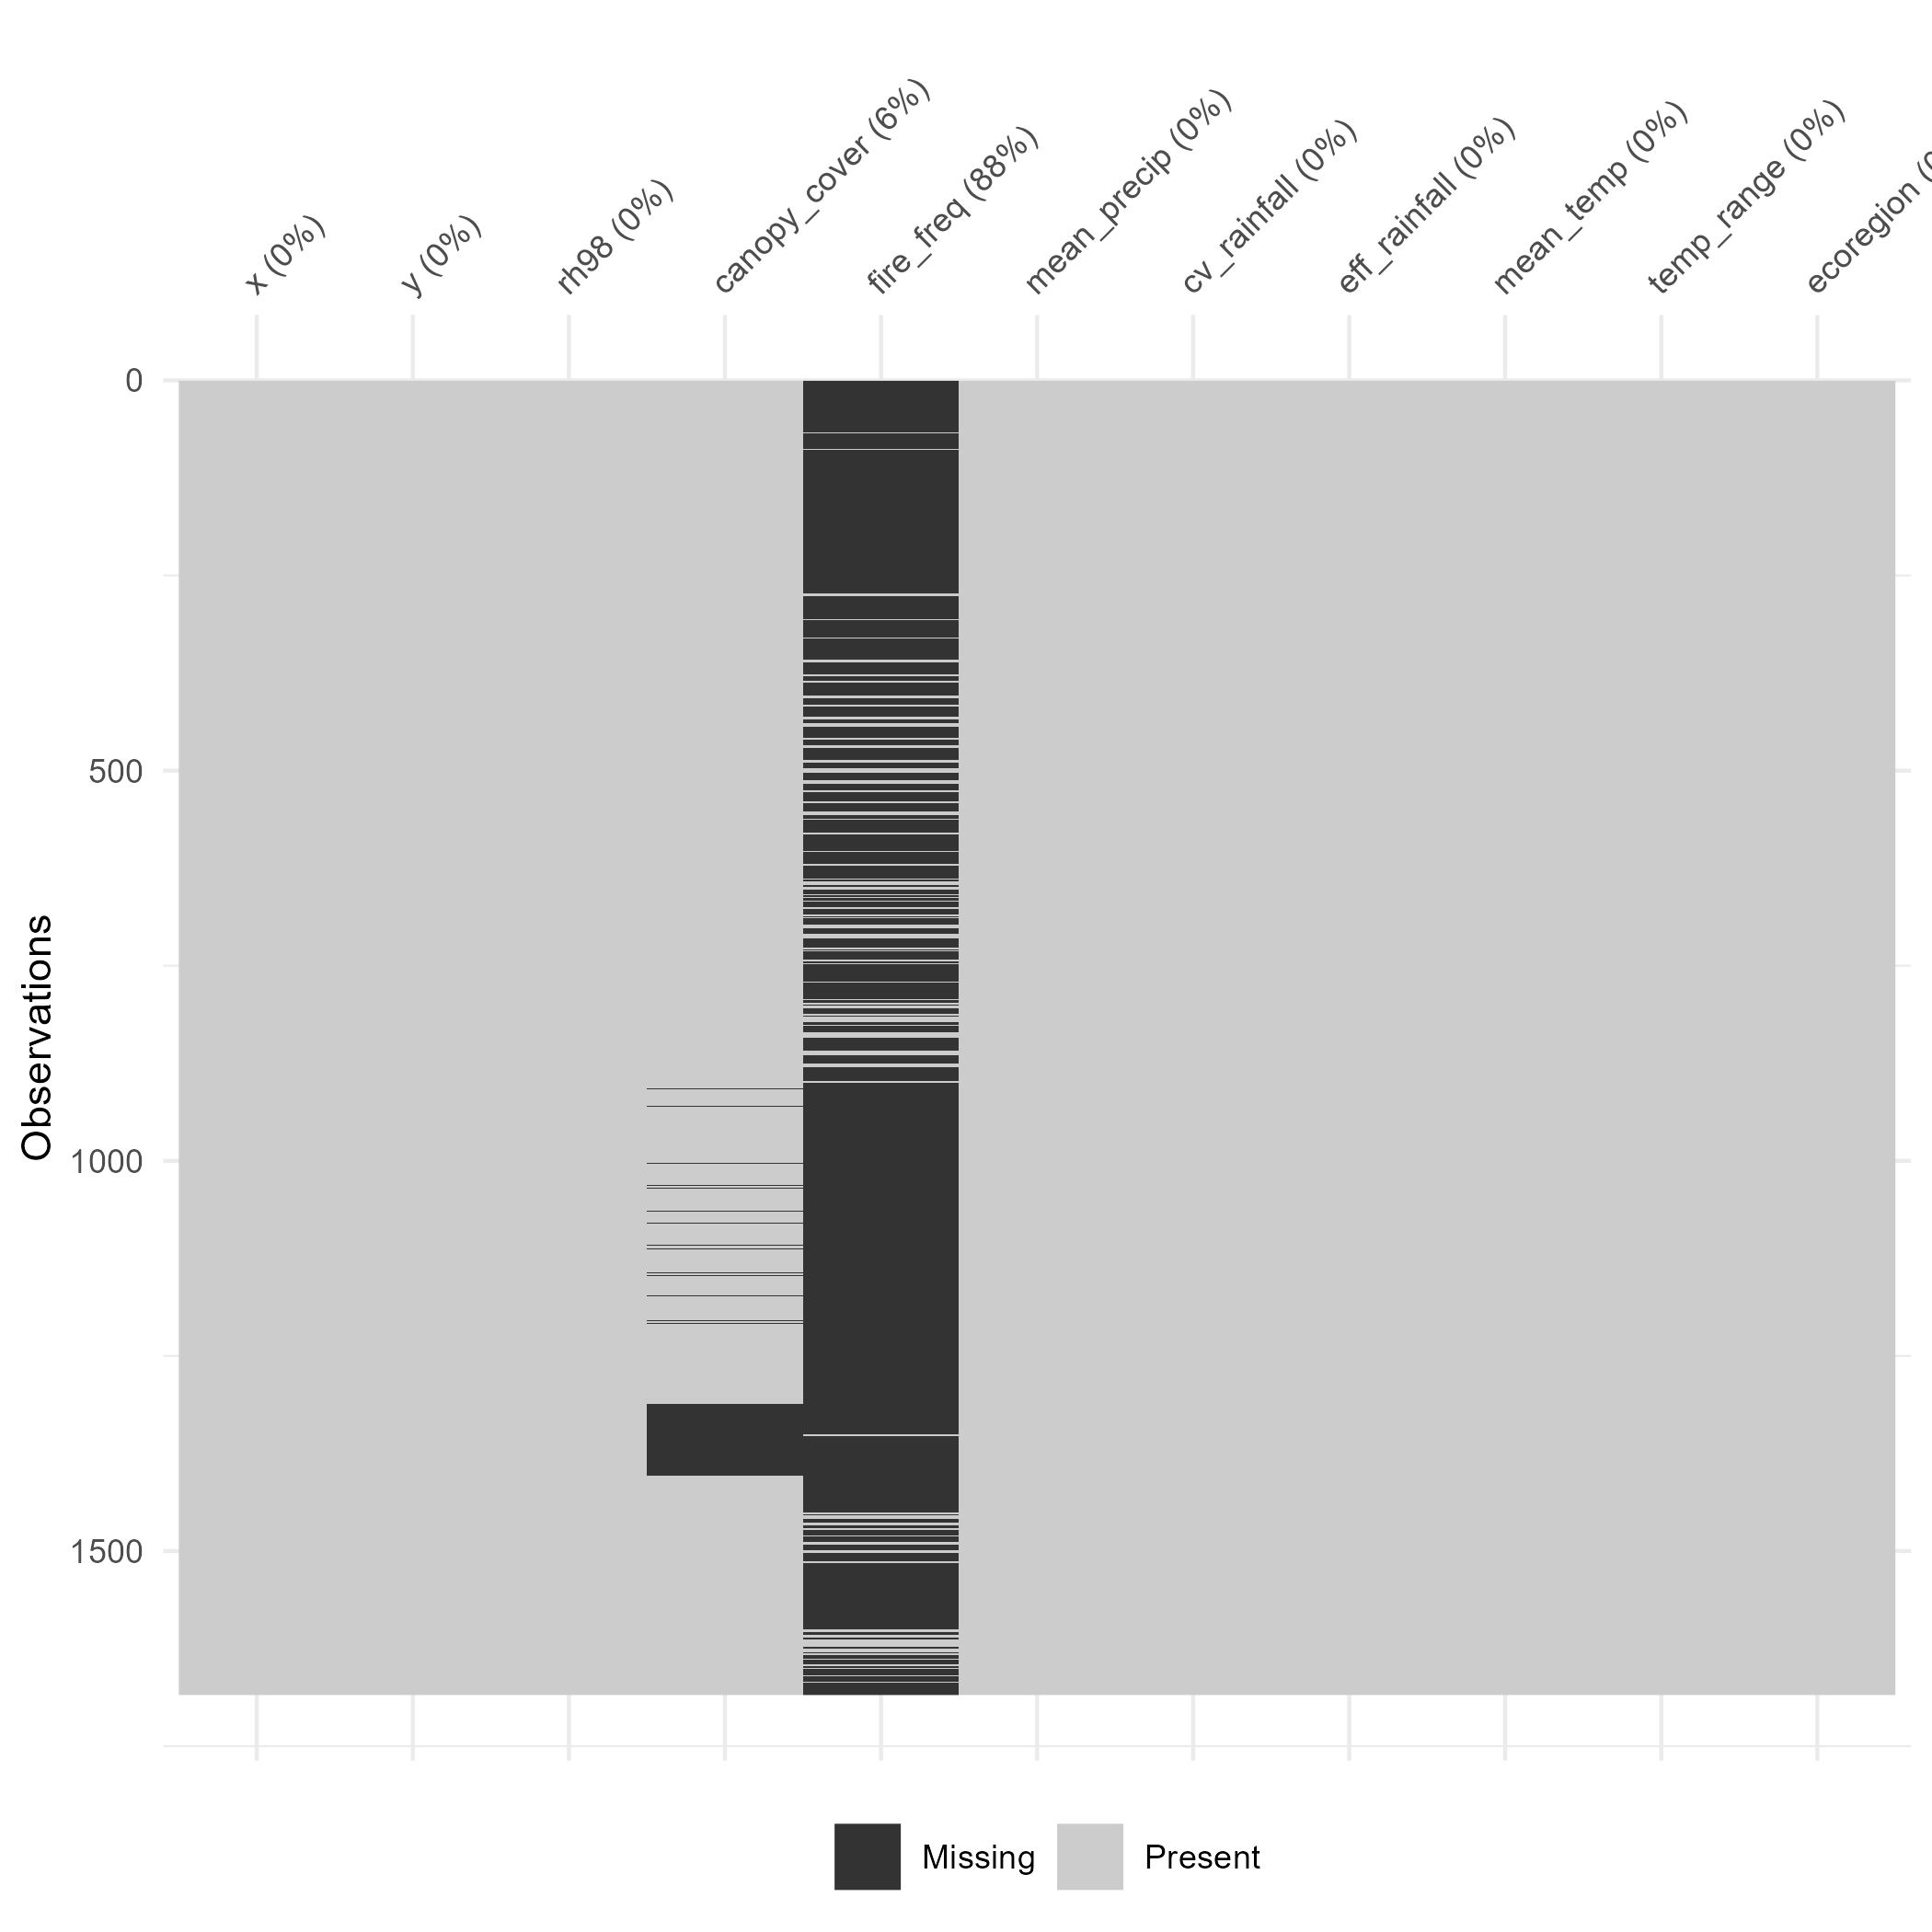 x (0%)
y (0%)
rh98 (0%)
canopy_cover (6%)
fire_freq (88%)
mean_precip (0%)
cv_rainfall (0%)
eff_rainfall (0%)
mean_temp (0%)
temp_range (0%)
ecoregion (0
0
500
1000
1500
Observations
Missing
Present